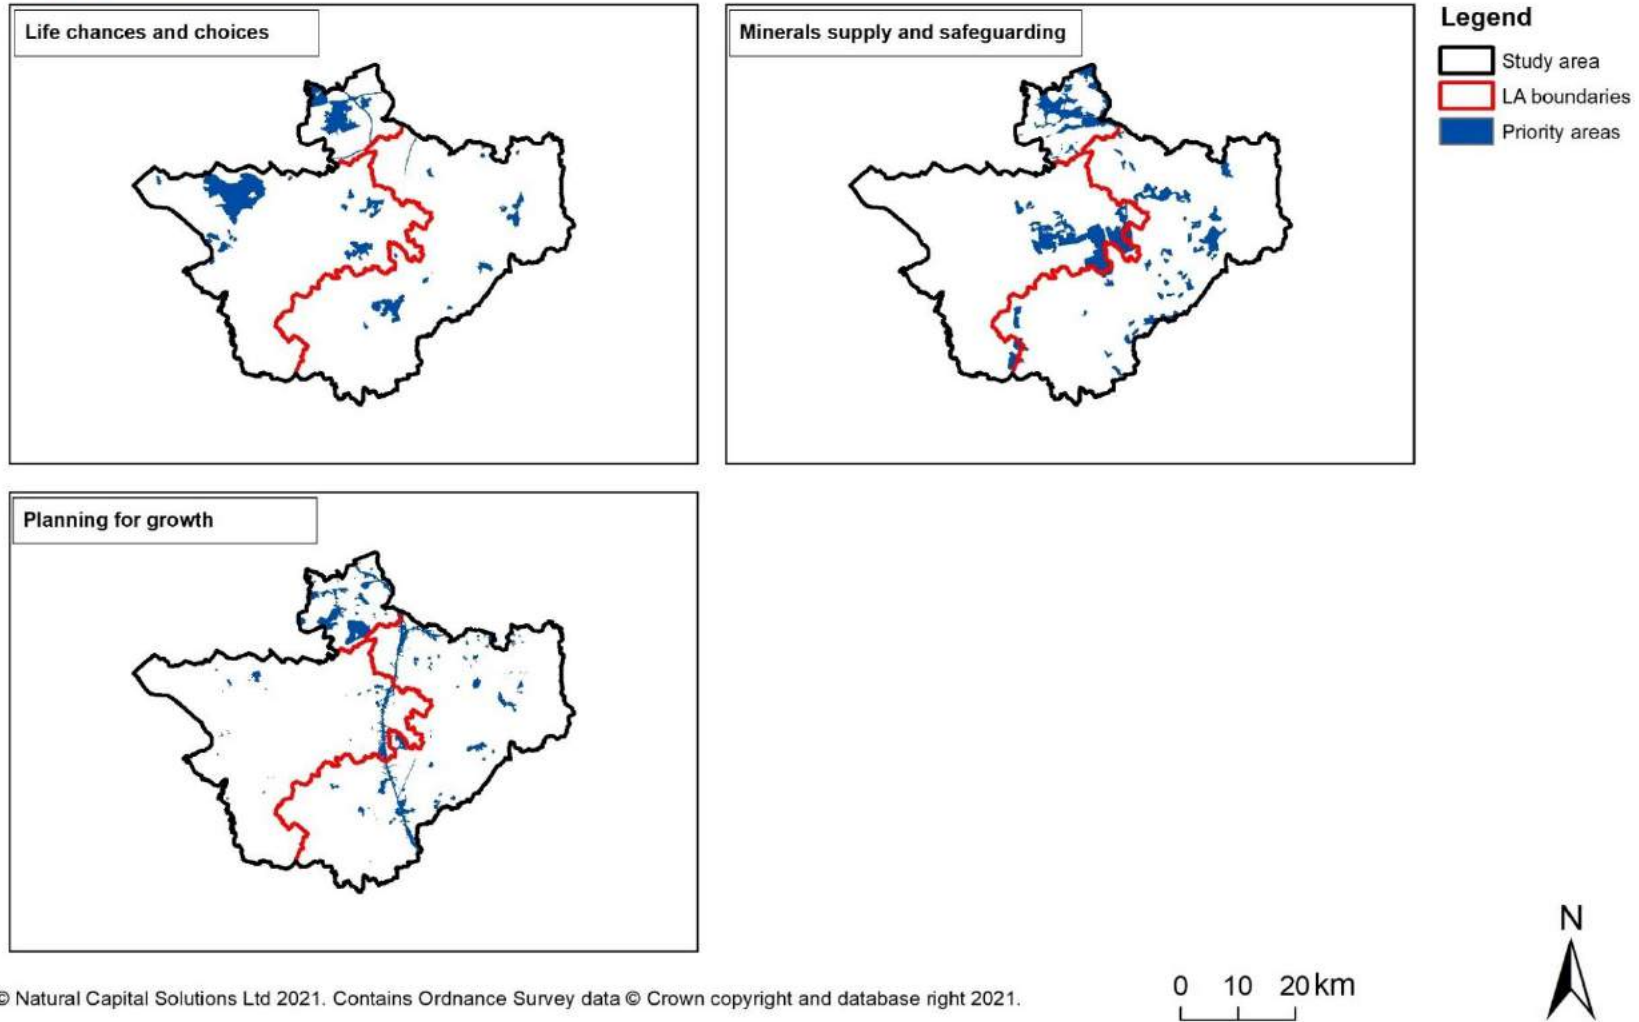 Life chances and choices
Minerals supply and safeguarding
Legend
Study area
LA boundaries
Priority areas
Planning for growth
N
0 10 20 km
© Natural Capital Solutions Ltd 2021. Contains Ordnance Survey data © Crown copyright and database right 2021.